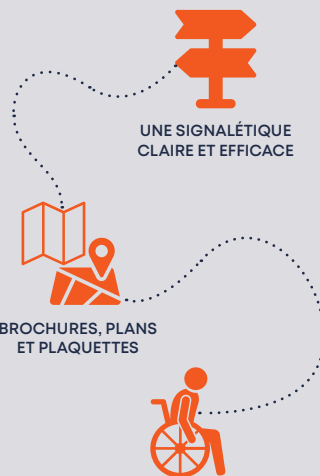 UNE SIGNALÉTIQUE
CLAIRE ET EFFICACE
BROCHURES, PLANS
ET PLAQUETTES